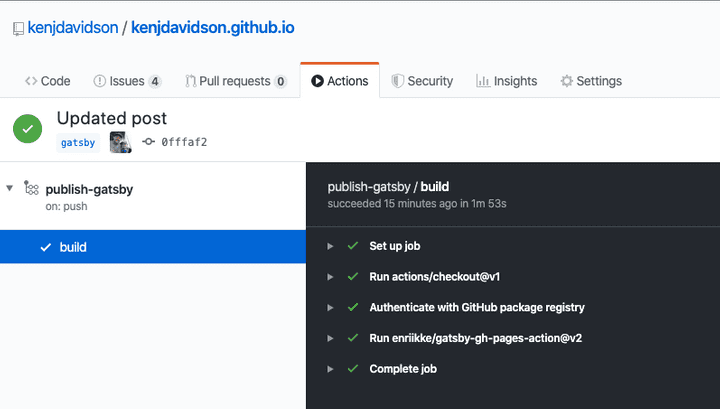 kenjdavidson / kenjdavidson.github.io
Code Issues 4 Pull requests 0 Actions Security Insights Settings
Updated post
gatsby 0fffaf2
publish-gatsby
on: push
build
publish-gatsby / build
succeeded 15 minutes ago in 1m 53s
Set up job
Run actions/checkout@v1
Authenticate with GitHub package registry
Run enriikke/gatsby-gh-pages-action@v2
Complete job